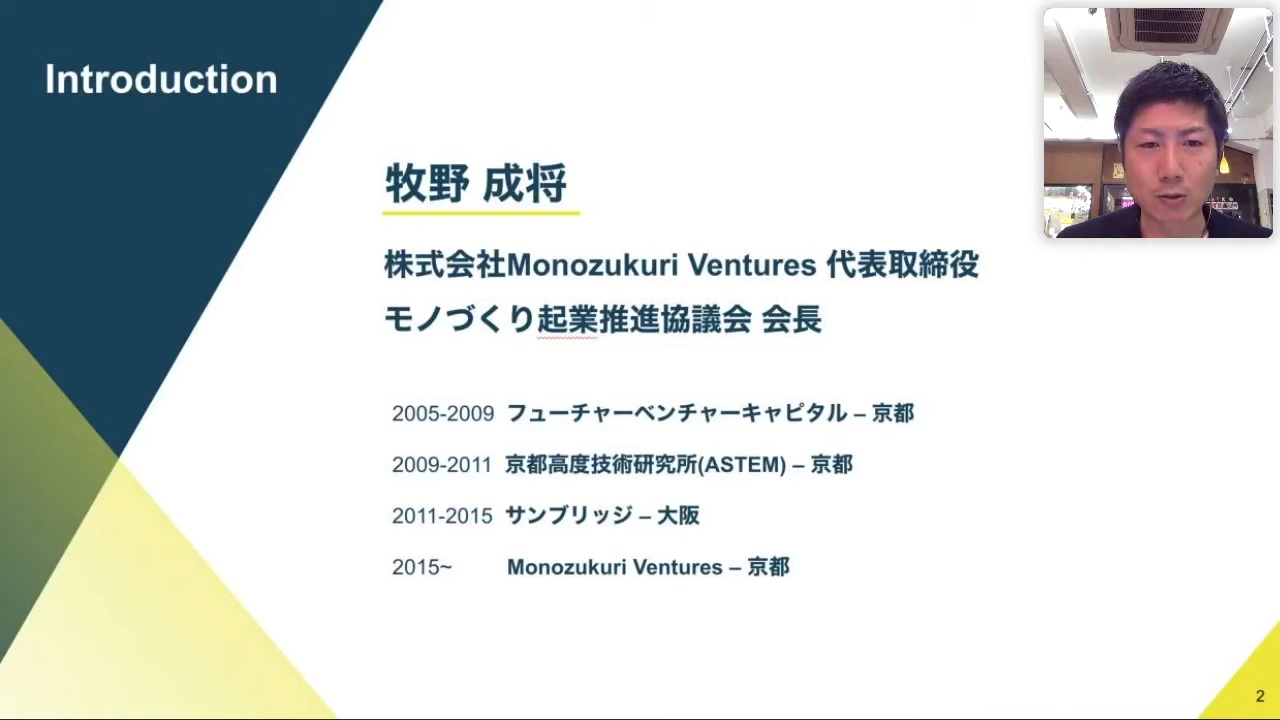 Introduction
牧野 成将
株式会社Monozukuri Ventures 代表取締役
モノづくり起業推進協議会 会長
2005-2009 フューチャーベンチャーキャピタル – 京都
2009-2011 京都高度技術研究所(ASTEM) – 京都
2011-2015 サンブリッジ – 大阪
2015~ Monozukuri Ventures – 京都
2